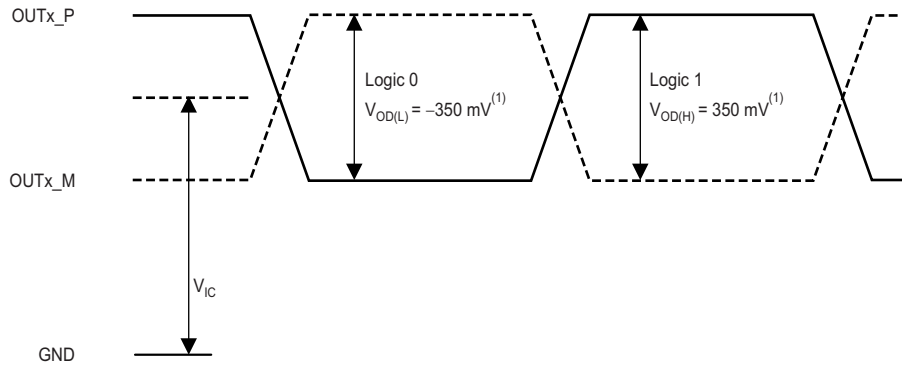 OUTx_P
Logic 0
V_OD(L) = −350 mV(1)
Logic 1
V_OD(H) = 350 mV(1)
OUTx_M
V_IC
GND